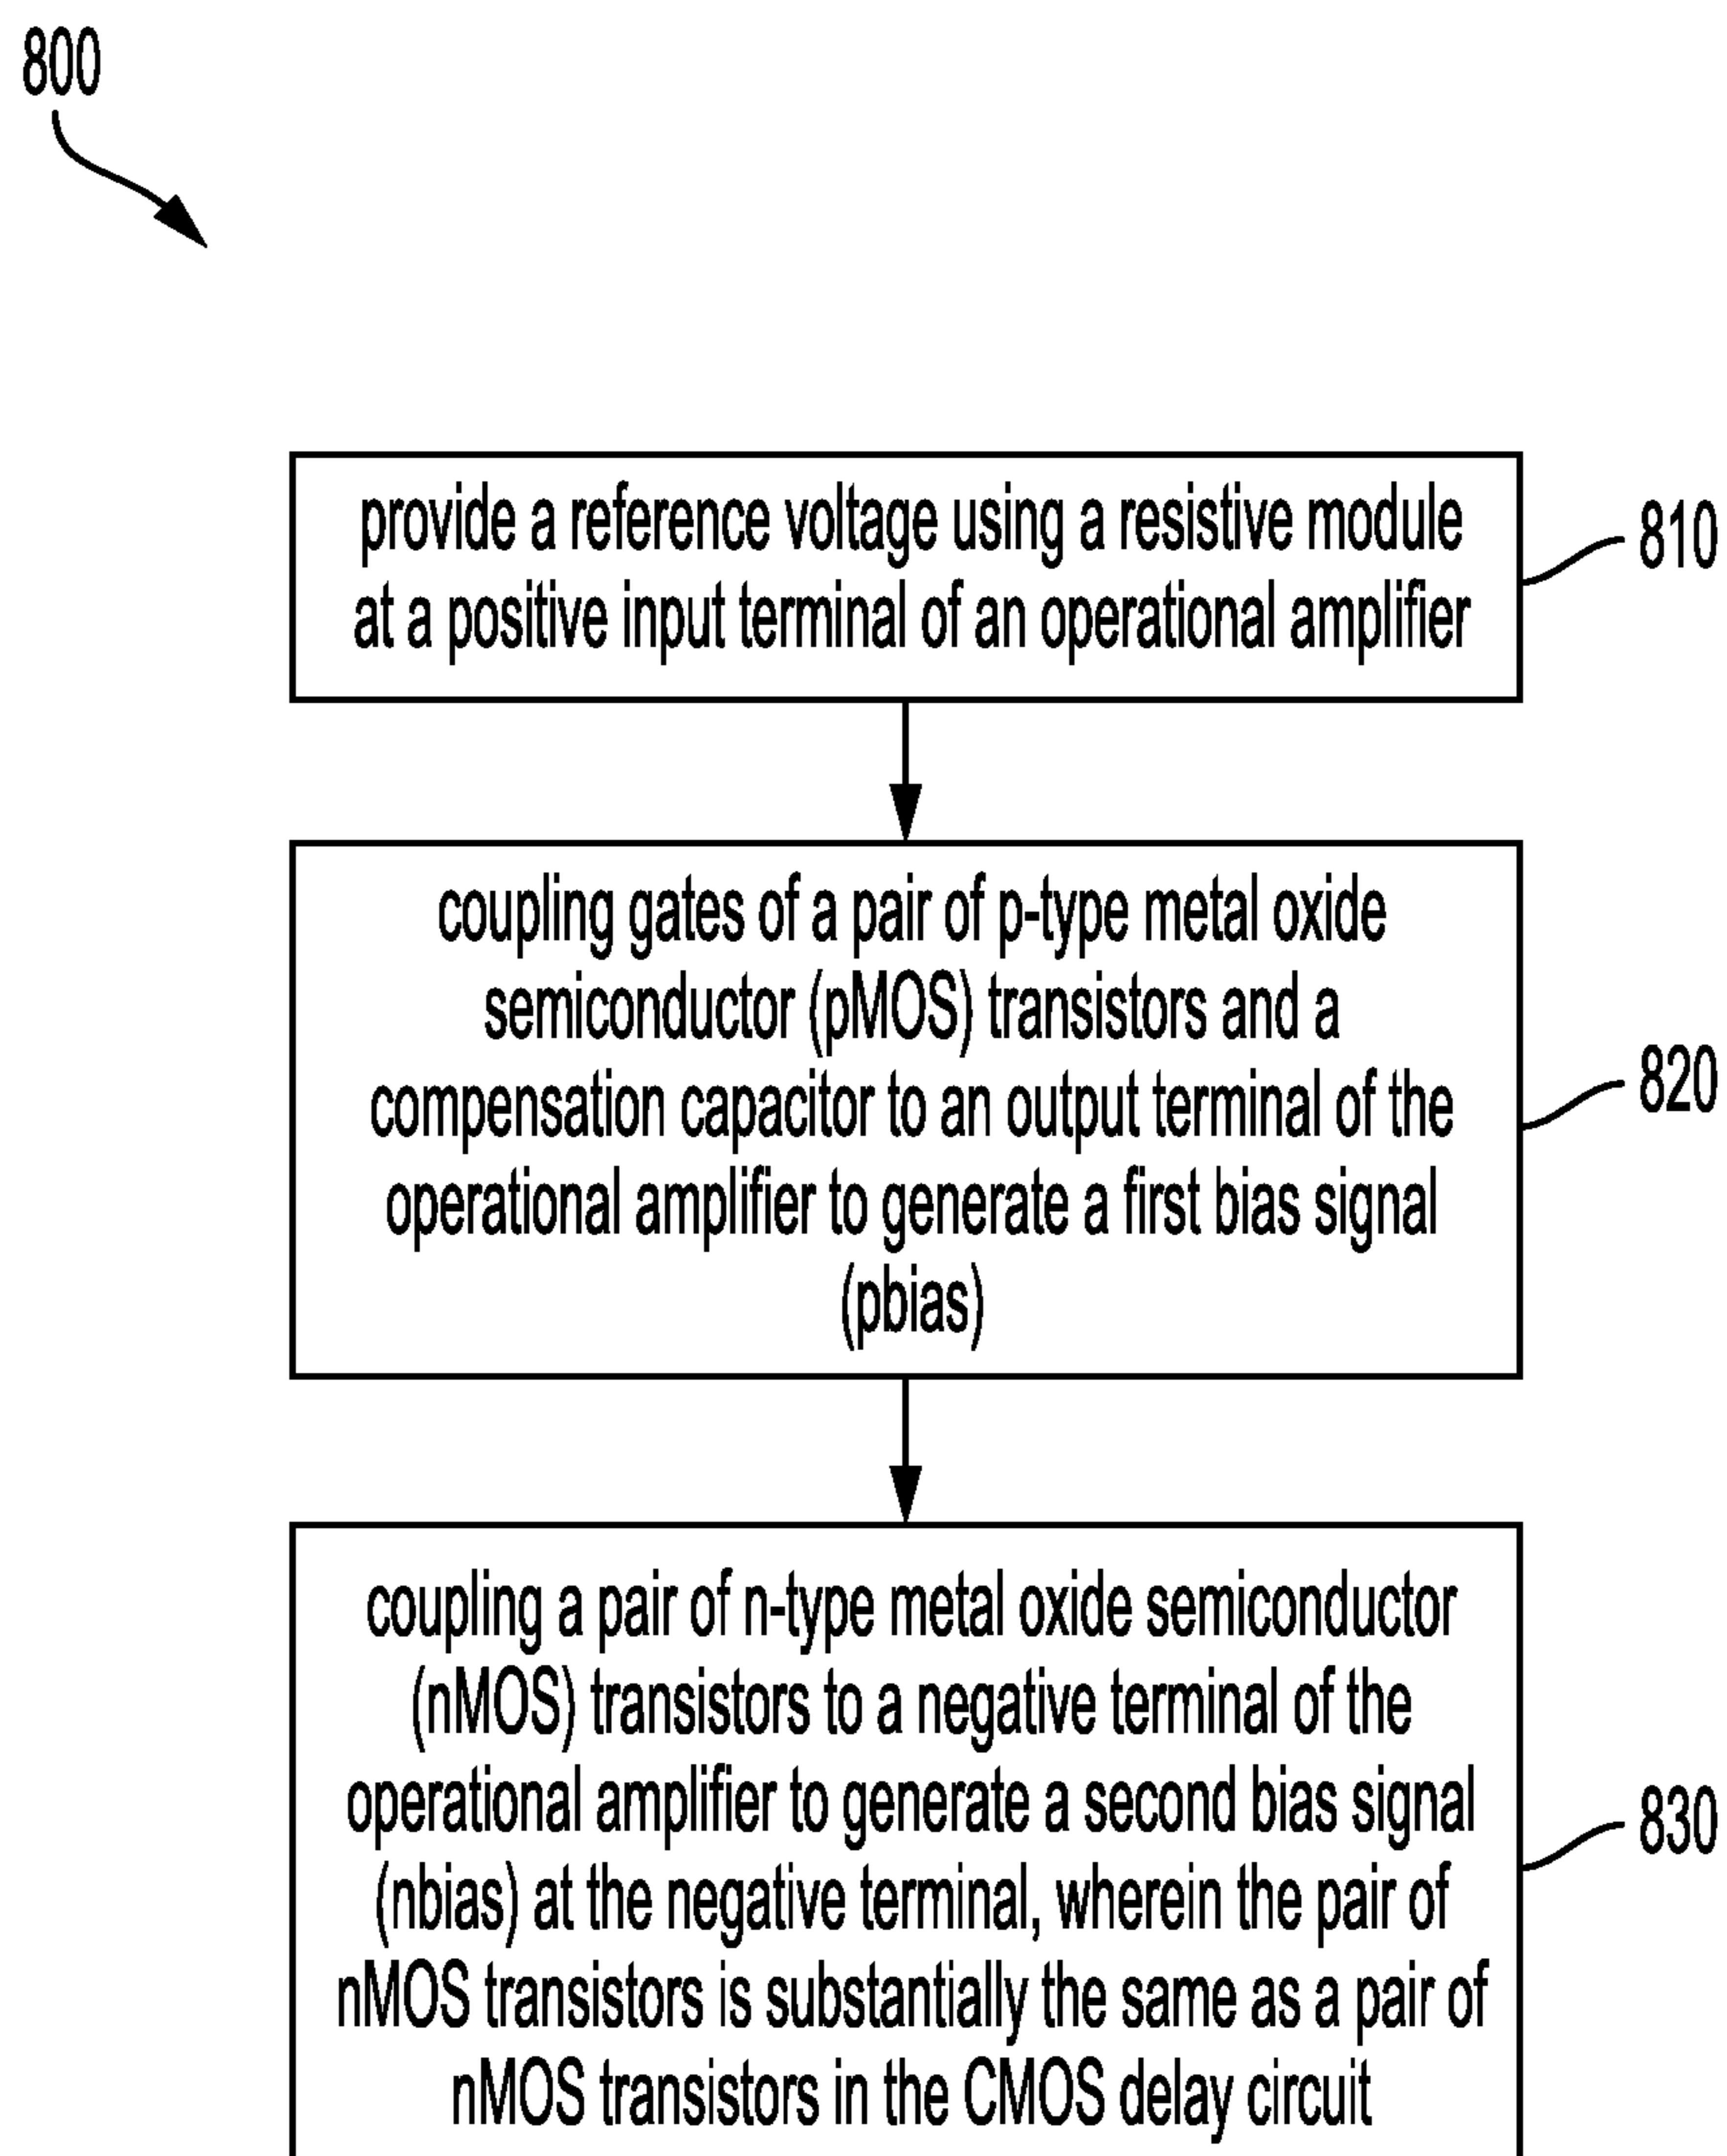 800
provide a reference voltage using a resistive module
at a positive input terminal of an operational amplifier
810
coupling gates of a pair of p-type metal oxide
semiconductor (pMOS) transistors and a
compensation capacitor to an output terminal of the
operational amplifier to generate a first bias signal
(pbias)
820
coupling a pair of n-type metal oxide semiconductor
(nMOS) transistors to a negative terminal of the
operational amplifier to generate a second bias signal
(nbias) at the negative terminal, wherein the pair of
nMOS transistors is substantially the same as a pair of
nMOS transistors in the CMOS delay circuit
830